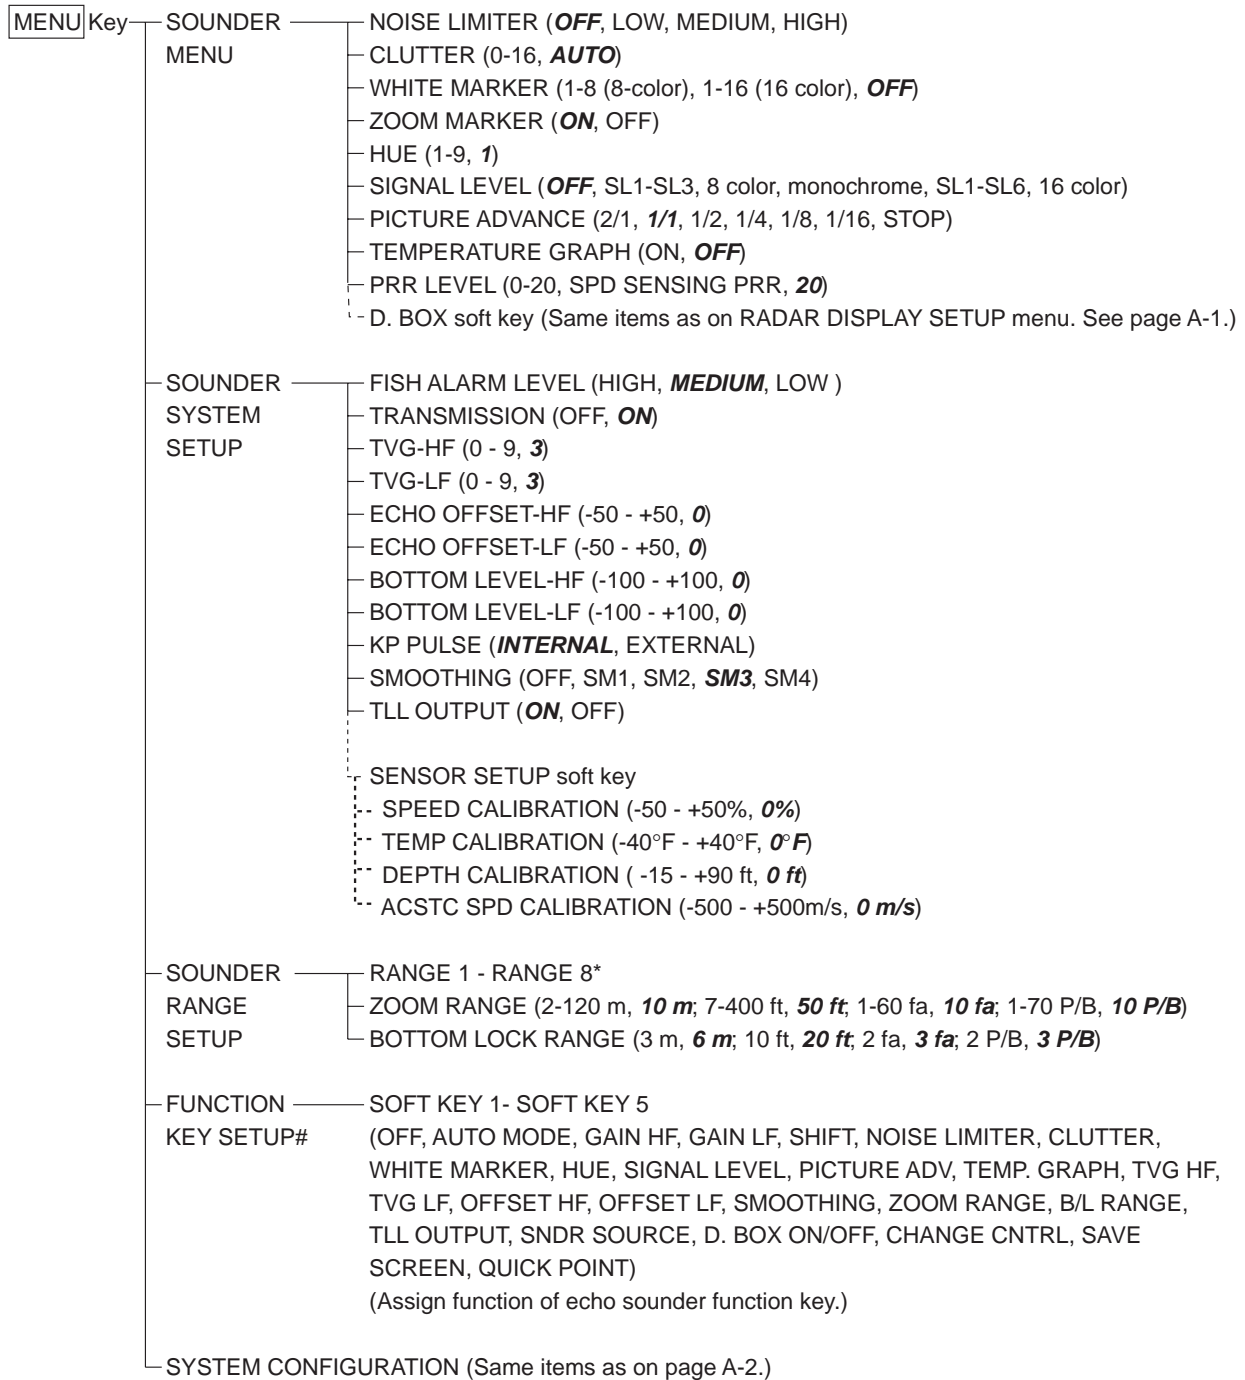 MENU Key SOUNDER NOISE LIMITER (OFF, LOW, MEDIUM, HIGH)
MENU CLUTTER (0-16, AUTO)
WHITE MARKER (1-8 (8-color), 1-16 (16 color), OFF)
ZOOM MARKER (ON, OFF)
HUE (1-9, 1)
SIGNAL LEVEL (OFF, SL1-SL3, 8 color, monochrome, SL1-SL6, 16 color)
PICTURE ADVANCE (2/1, 1/1, 1/2, 1/4, 1/8, 1/16, STOP)
TEMPERATURE GRAPH (ON, OFF)
PRR LEVEL (0-20, SPD SENSING PRR, 20)
D. BOX soft key (Same items as on RADAR DISPLAY SETUP menu. See page A-1.)
SOUNDER FISH ALARM LEVEL (HIGH, MEDIUM, LOW )
SYSTEM TRANSMISSION (OFF, ON)
SETUP TVG-HF (0 - 9, 3)
TVG-LF (0 - 9, 3)
ECHO OFFSET-HF (-50 - +50, 0)
ECHO OFFSET-LF (-50 - +50, 0)
BOTTOM LEVEL-HF (-100 - +100, 0)
BOTTOM LEVEL-LF (-100 - +100, 0)
KP PULSE (INTERNAL, EXTERNAL)
SMOOTHING (OFF, SM1, SM2, SM3, SM4)
TLL OUTPUT (ON, OFF)
SENSOR SETUP soft key
SPEED CALIBRATION (-50 - +50%, 0%)
TEMP CALIBRATION (-40°F - +40°F, 0°F)
DEPTH CALIBRATION ( -15 - +90 ft, 0 ft)
ACSTC SPD CALIBRATION (-500 - +500m/s, 0 m/s)
SOUNDER RANGE 1 - RANGE 8*
RANGE ZOOM RANGE (2-120 m, 10 m; 7-400 ft, 50 ft; 1-60 fa, 10 fa; 1-70 P/B, 10 P/B)
SETUP BOTTOM LOCK RANGE (3 m, 6 m; 10 ft, 20 ft; 2 fa, 3 fa; 2 P/B, 3 P/B)
FUNCTION SOFT KEY 1- SOFT KEY 5
KEY SETUP# (OFF, AUTO MODE, GAIN HF, GAIN LF, SHIFT, NOISE LIMITER, CLUTTER,
WHITE MARKER, HUE, SIGNAL LEVEL, PICTURE ADV, TEMP. GRAPH, TVG HF,
TVG LF, OFFSET HF, OFFSET LF, SMOOTHING, ZOOM RANGE, B/L RANGE,
TLL OUTPUT, SNDR SOURCE, D. BOX ON/OFF, CHANGE CNTRL, SAVE
SCREEN, QUICK POINT)
(Assign function of echo sounder function key.)
SYSTEM CONFIGURATION (Same items as on page A-2.)